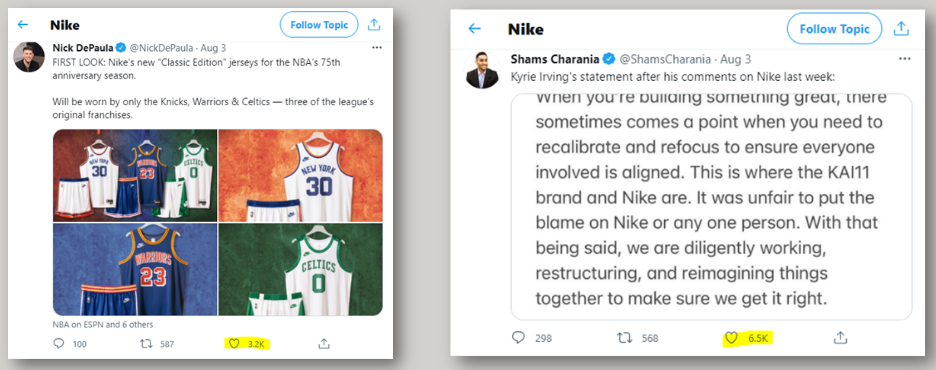 Nike
Follow Topic
Nick DePaula @NickDePaula · Aug 3
FIRST LOOK: Nike's new "Classic Edition" jerseys for the NBA's 75th
anniversary season.
Will be worn by only the Knicks, Warriors & Celtics — three of the league's
original franchises.
NEW YORK
30
WARRIORS
23
CELTICS
0
NEW YORK
30
WARRIORS
23
CELTICS
0
NBA on ESPN and 6 others
100
587
3.2K
Nike
Follow Topic
Shams Charania @ShamsCharania · Aug 3
Kyrie Irving's statement after his comments on Nike last week:
When you're building something great, there
sometimes comes a point when you need to
recalibrate and refocus to ensure everyone
involved is aligned. This is where the KAI11
brand and Nike are. It was unfair to put the
blame on Nike or any one person. With that
being said, we are diligently working,
restructuring, and reimagining things
together to make sure we get it right.
298
568
6.5K